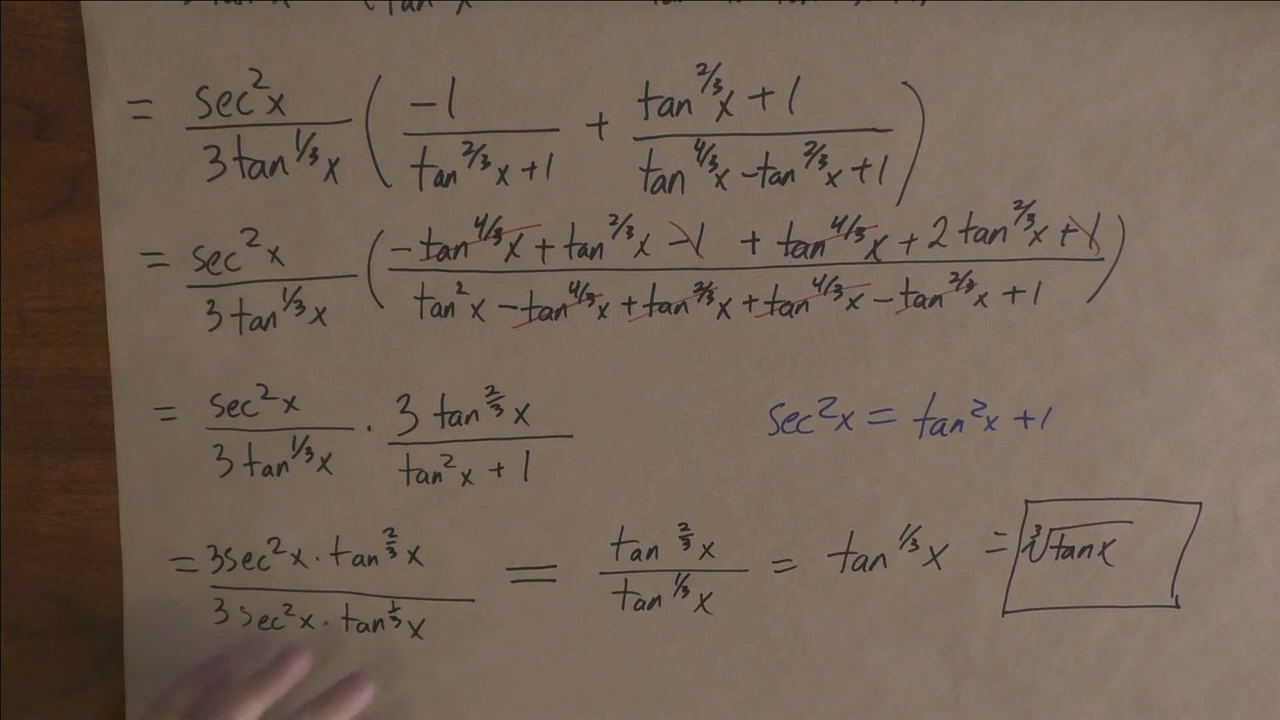 = sec²x / 3tan^{1/3}x ( -1 / tan^{2/3}x + 1 + tan^{2/3}x + 1 / tan^{4/3}x - tan^{2/3}x + 1 )
= sec²x / 3tan^{1/3}x ( -tan^{4/3}x + tan^{2/3}x - 1 + tan^{4/3}x + 2tan^{2/3}x + 1 / tan²x - tan^{4/3}x + tan^{2/3}x + tan^{4/3}x - tan^{2/3}x + 1 )
= sec²x / 3tan^{1/3}x · 3tan^{2/3}x / tan²x + 1 sec²x = tan²x + 1
= 3sec²x · tan^{2/3}x / 3sec²x · tan^{1/3}x = tan^{2/3}x / tan^{1/3}x = tan^{1/3}x = ∛tanx